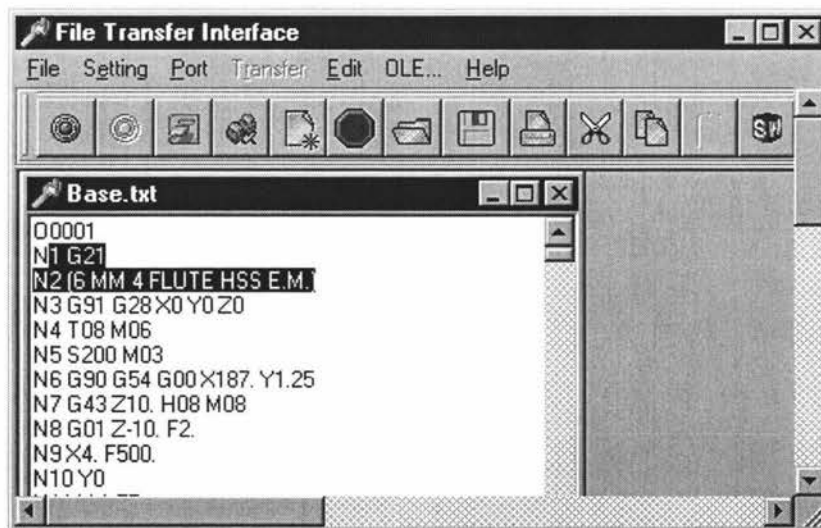 File Transfer Interface
File Setting Port Transfer Edit OLE... Help
SW
Base.txt
O0001
N1 G21
N2 (6 MM 4 FLUTE HSS E.M.)
N3 G91 G28 X0 Y0 Z0
N4 T08 M06
N5 S200 M03
N6 G90 G54 G00 X187. Y1.25
N7 G43 Z10. H08 M08
N8 G01 Z-10. F2.
N9 X4. F500.
N10 Y0